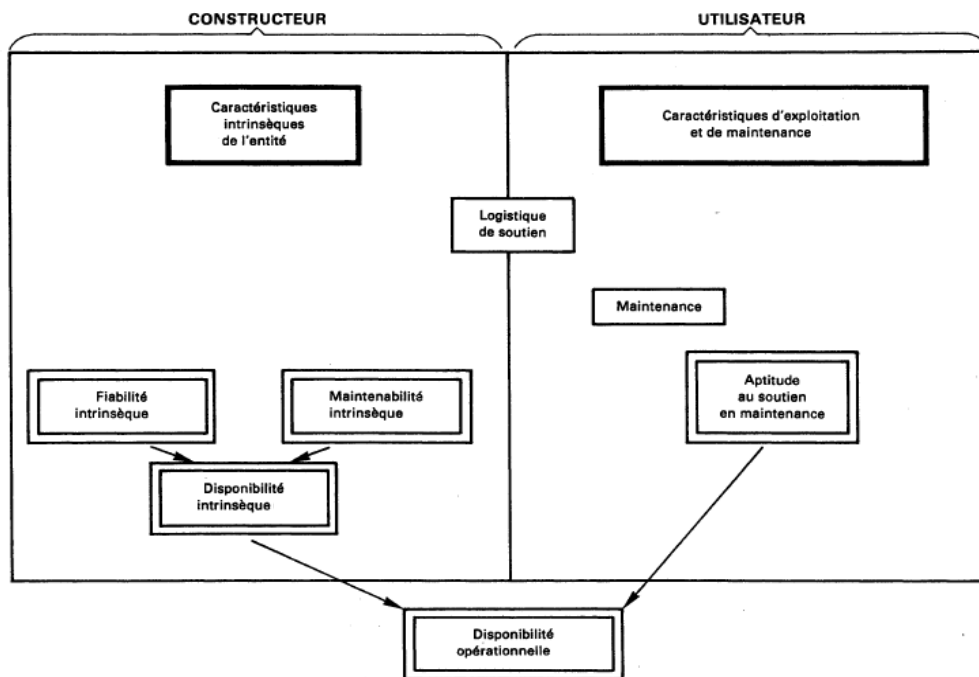 CONSTRUCTEUR
UTILISATEUR
Caractéristiques
intrinsèques
de l'entité
Caractéristiques d'exploitation
et de maintenance
Logistique
de soutien
Maintenance
Fiabilité
intrinsèque
Maintenabilité
intrinsèque
Aptitude
au soutien
en maintenance
Disponibilité
intrinsèque
Disponibilité
opérationnelle